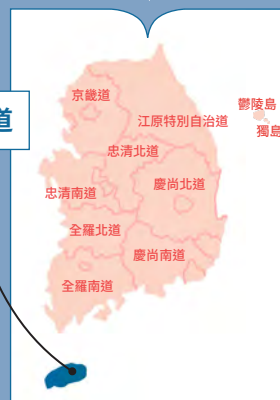 京畿道
江原特別自治道
鬱陵島
獨島
道
忠清北道
慶尚北道
忠清南道
全羅北道
慶尚南道
全羅南道